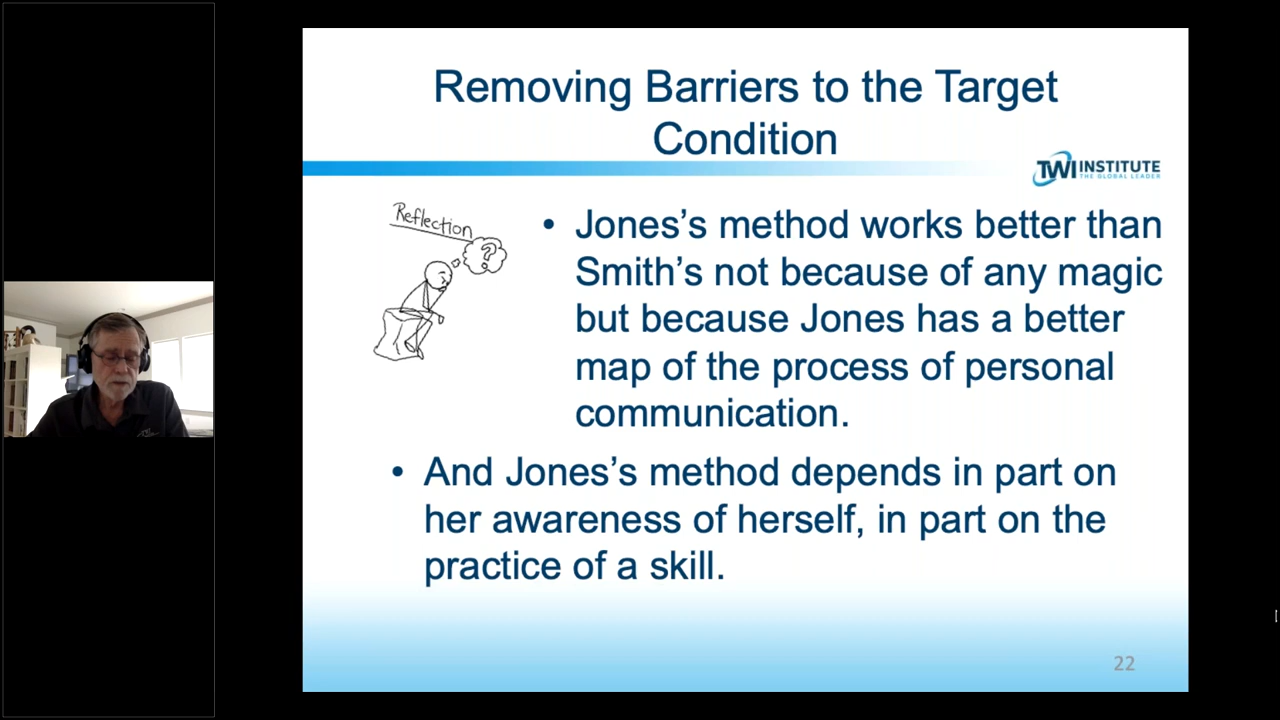 Removing Barriers to the Target
Condition
TWI INSTITUTE
THE GLOBAL LEADER
Reflection
?
• Jones’s method works better than
Smith’s not because of any magic
but because Jones has a better
map of the process of personal
communication.
• And Jones’s method depends in part on
her awareness of herself, in part on the
practice of a skill.
22